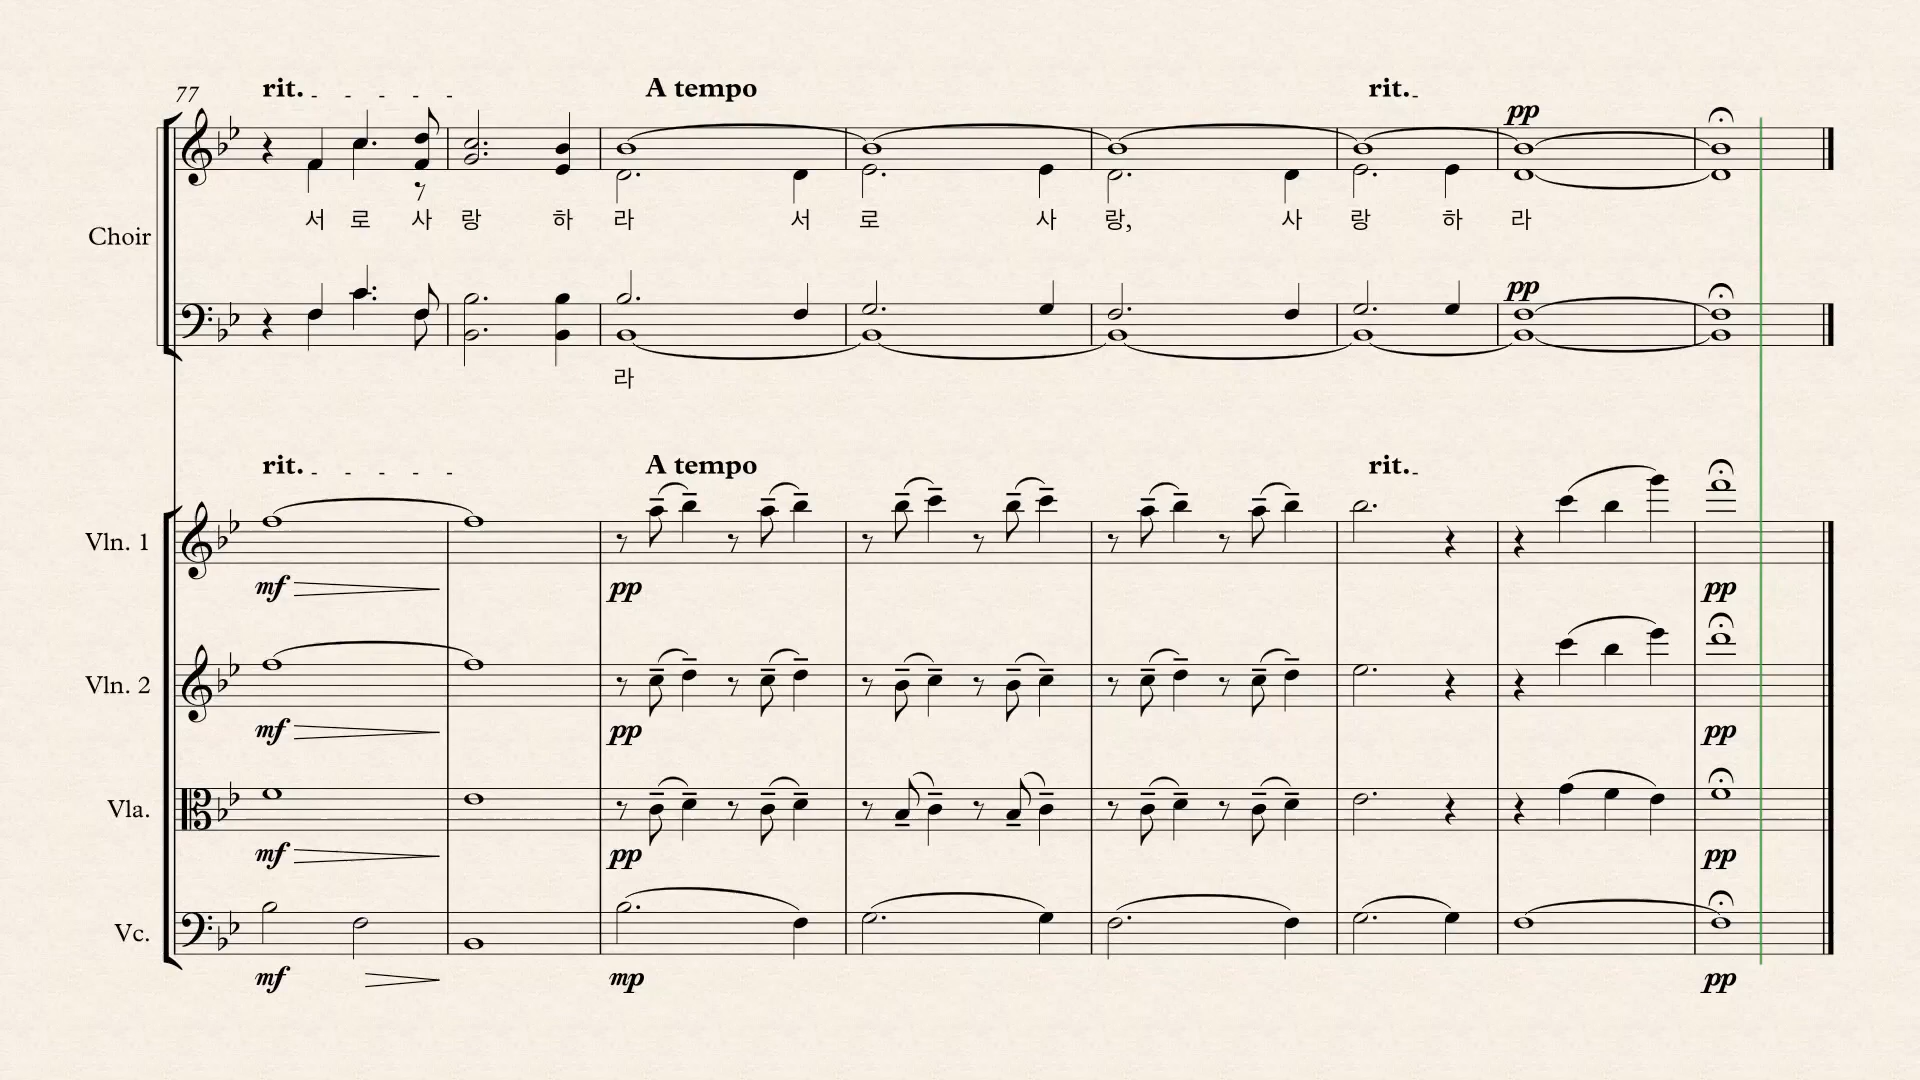 77
rit.
A tempo
rit.
pp
Choir
서 로 사 랑 하 라 서 로 사 랑, 사 랑 하 라
pp
라
rit.
A tempo
rit.
Vln. 1
mf
pp
pp
Vln. 2
mf
pp
pp
Vla.
mf
pp
pp
Vc.
mf
mp
pp